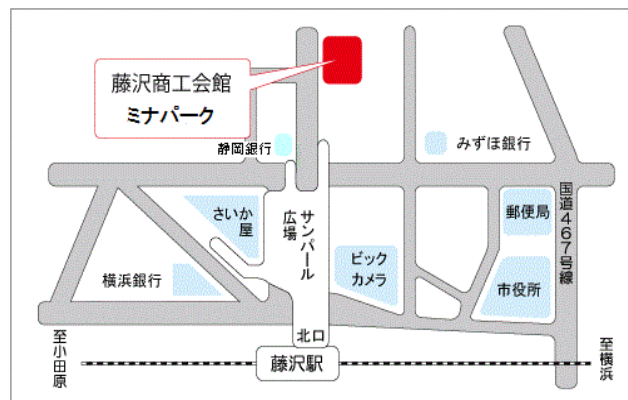 藤沢商工会館
ミナパーク
静岡銀行
みずほ銀行
さいか
屋
サンパール
広場
郵便局
国道467号線
横浜銀行
ビック
カメラ
市役所
北口
至小田原
藤沢駅
至横浜